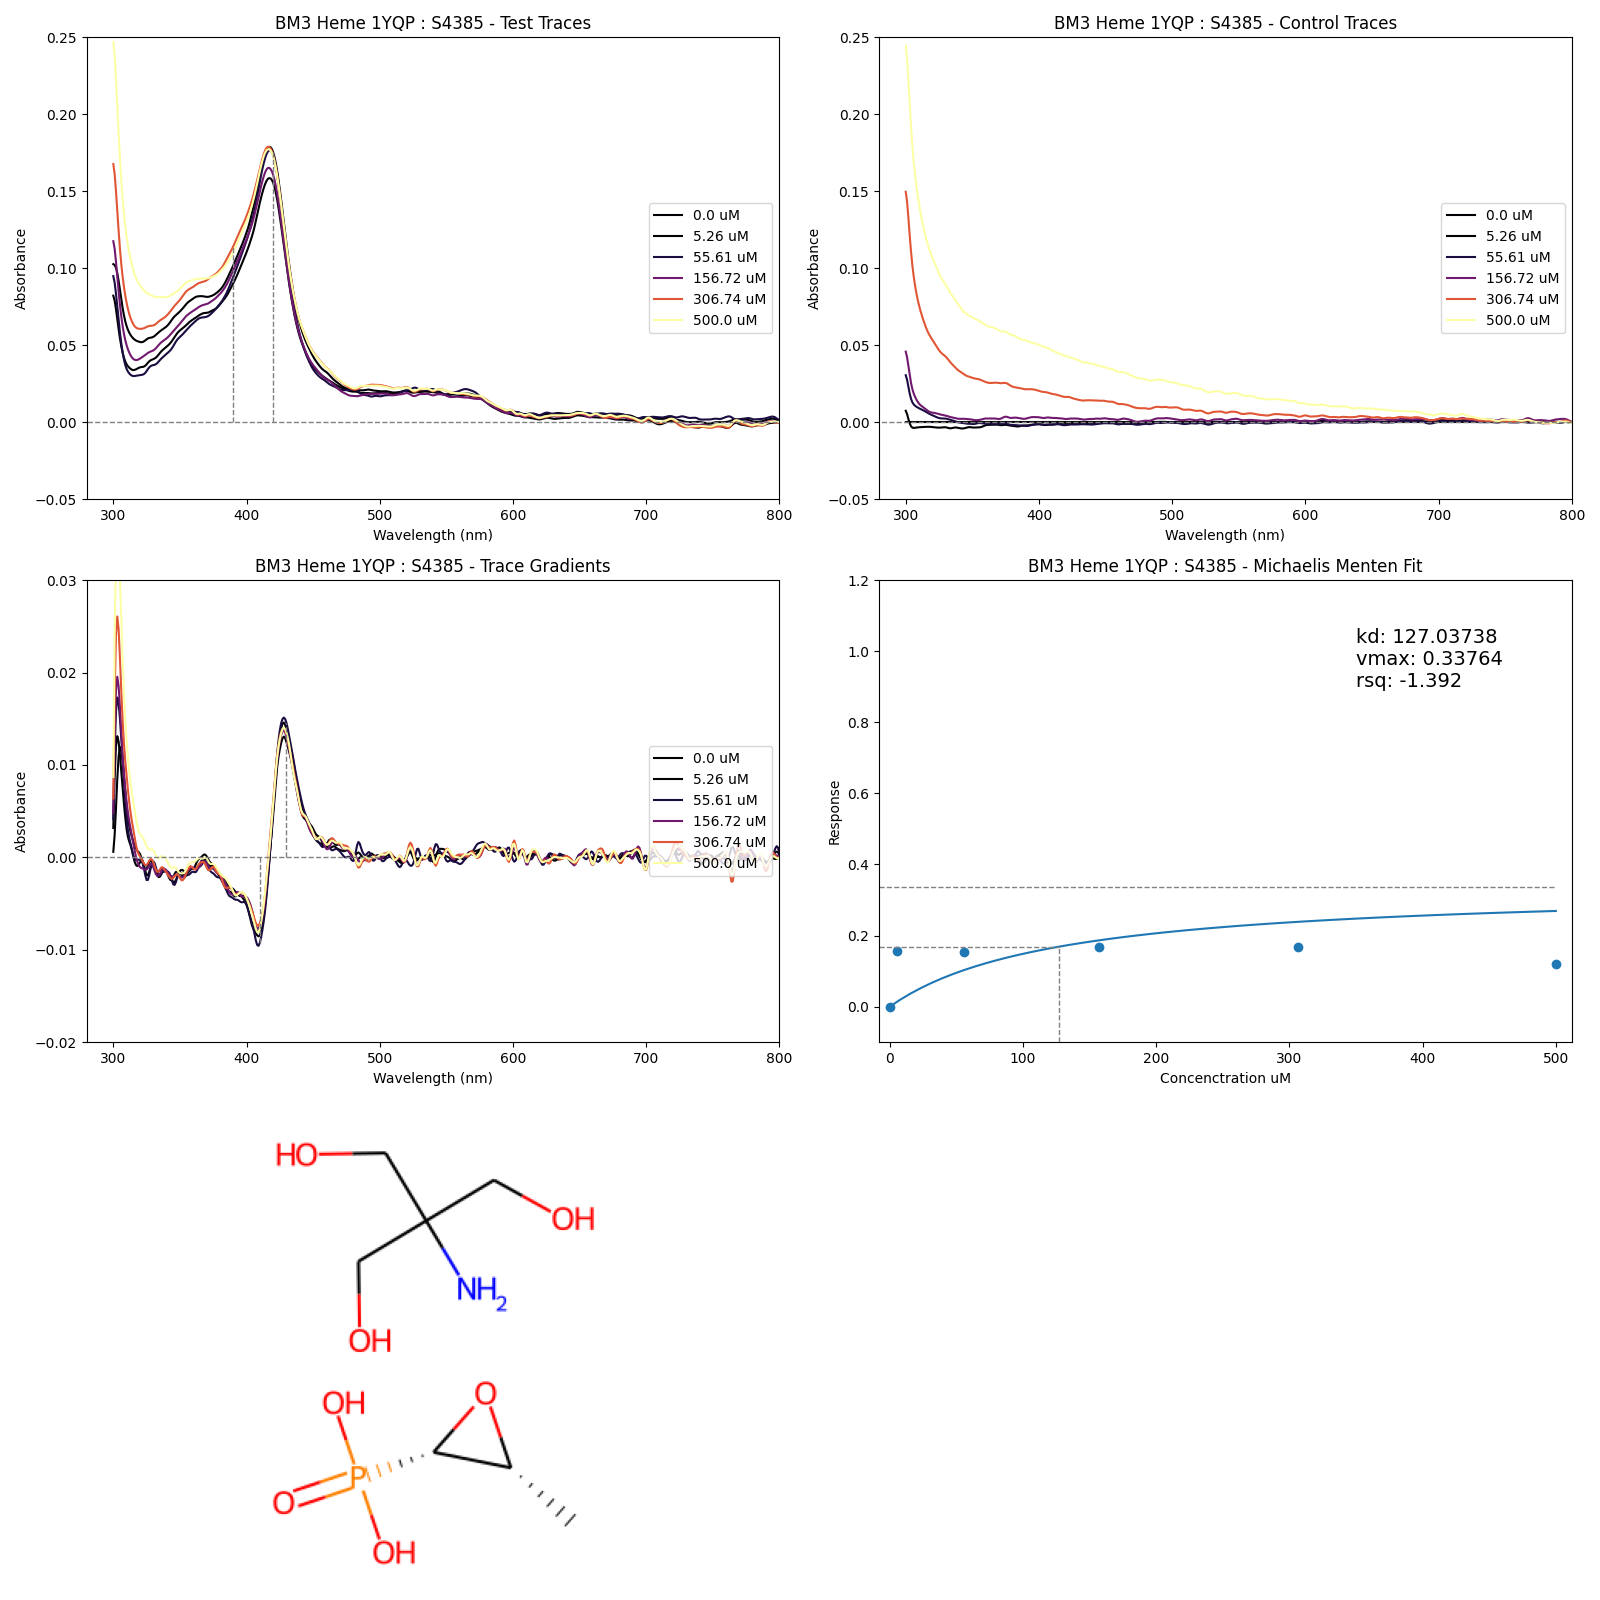 BM3 Heme 1YQP : S4385 - Test Traces
0.25
0.20
0.15
0.10
0.05
0.00
−0.05
Absorbance
300 400 500 600 700 800
Wavelength (nm)
0.0 uM
5.26 uM
55.61 uM
156.72 uM
306.74 uM
500.0 uM
BM3 Heme 1YQP : S4385 - Control Traces
0.25
0.20
0.15
0.10
0.05
0.00
−0.05
Absorbance
300 400 500 600 700 800
Wavelength (nm)
0.0 uM
5.26 uM
55.61 uM
156.72 uM
306.74 uM
500.0 uM
BM3 Heme 1YQP : S4385 - Trace Gradients
0.03
0.02
0.01
0.00
−0.01
−0.02
Absorbance
300 400 500 600 700 800
Wavelength (nm)
0.0 uM
5.26 uM
55.61 uM
156.72 uM
306.74 uM
500.0 uM
BM3 Heme 1YQP : S4385 - Michaelis Menten Fit
1.2
1.0
0.8
0.6
0.4
0.2
0.0
Response
kd: 127.03738
vmax: 0.33764
rsq: -1.392
0 100 200 300 400 500
Concenctration uM
HO
OH
NH2
OH
OH
O
P
O
OH